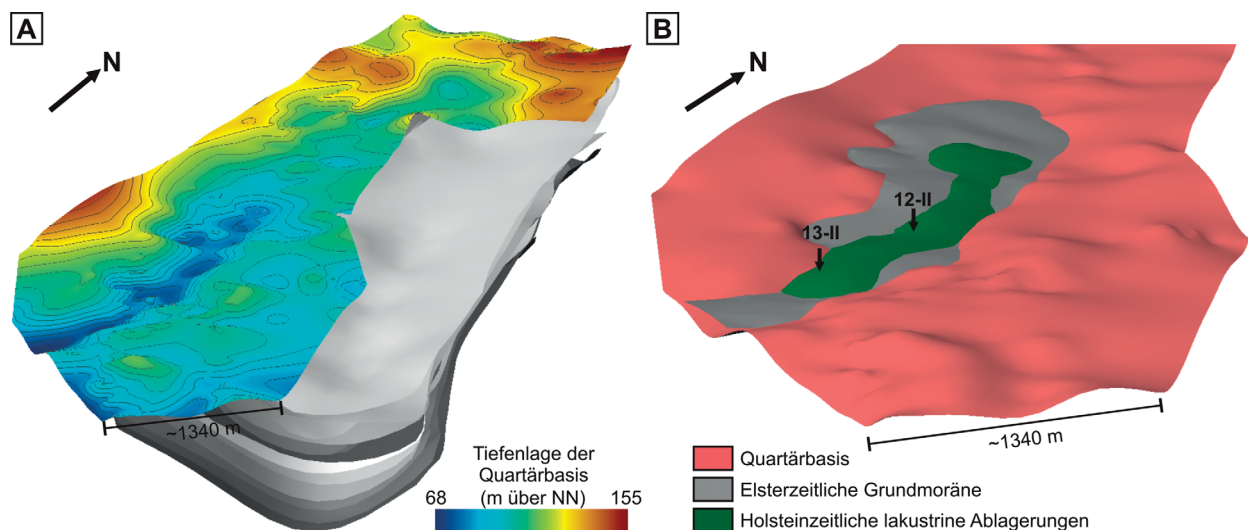 A
N
~1340 m
Tiefenlage der
Quartärbasis
(m über NN)
68
155
B
N
12-II
13-II
~1340 m
Quartärbasis
Elsterzeitliche Grundmoräne
Holsteinzeitliche lakustrine Ablagerungen